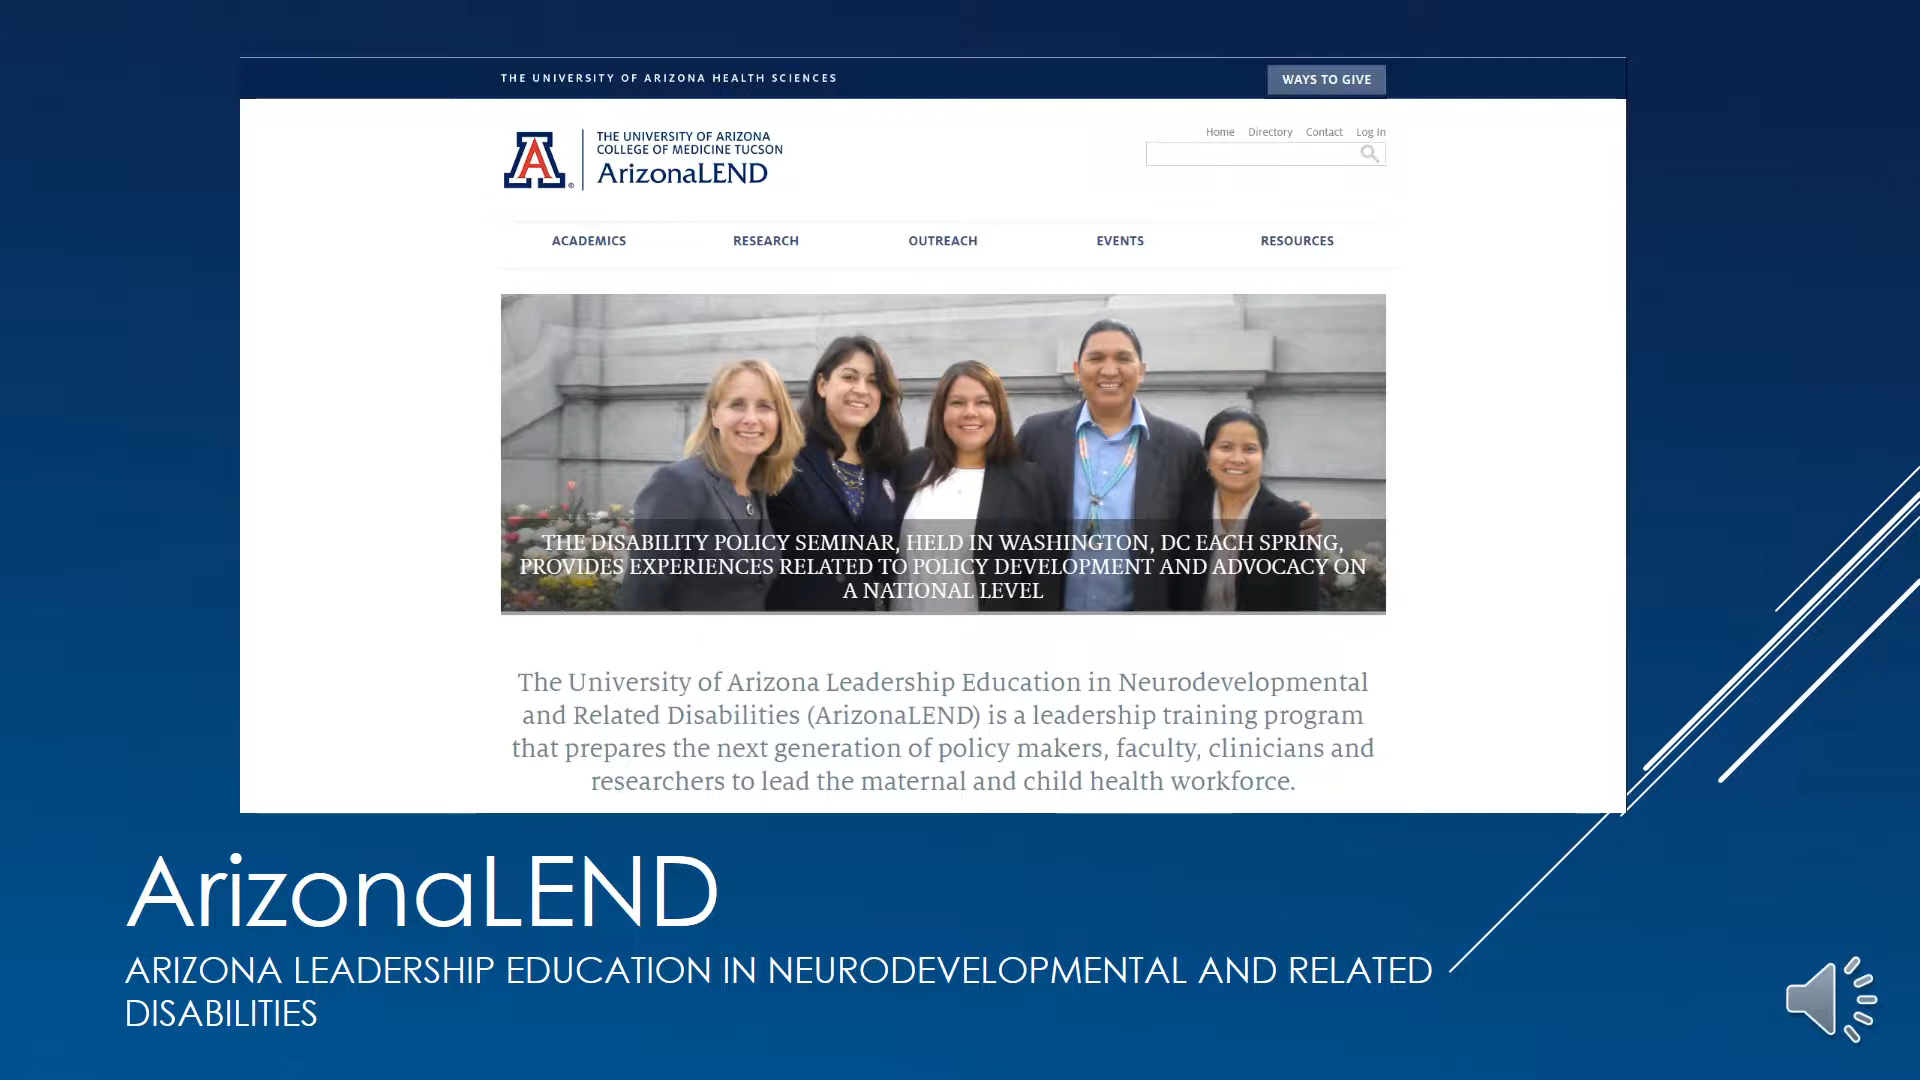 THE UNIVERSITY OF ARIZONA HEALTH SCIENCES
WAYS TO GIVE
Home Directory Contact Log In
A
THE UNIVERSITY OF ARIZONA
COLLEGE OF MEDICINE TUCSON
ArizonaLEND
ACADEMICS RESEARCH OUTREACH EVENTS RESOURCES
THE DISABILITY POLICY SEMINAR, HELD IN WASHINGTON, DC EACH SPRING,
PROVIDES EXPERIENCES RELATED TO POLICY DEVELOPMENT AND ADVOCACY ON
A NATIONAL LEVEL
The University of Arizona Leadership Education in Neurodevelopmental
and Related Disabilities (ArizonaLEND) is a leadership training program
that prepares the next generation of policy makers, faculty, clinicians and
researchers to lead the maternal and child health workforce.
ArizonaLEND
ARIZONA LEADERSHIP EDUCATION IN NEURODEVELOPMENTAL AND RELATED
DISABILITIES